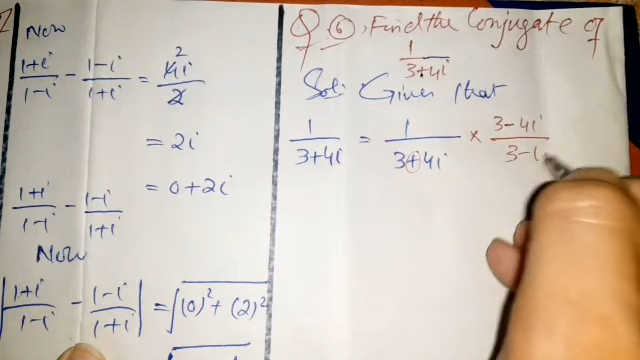 Now
1+i/1-i - 1-i/1+i = 4i/2 2
= 2i
= 0+2i
1+i/1-i - 1-i/1+i
Now
|1+i/1-i - 1-i/1+i| = √(0)²+(2)²
Q 6, Find the Conjugate of
1/3+4i
Sol: Given that
1/3+4i = 1/3+4i × 3-4i/3-